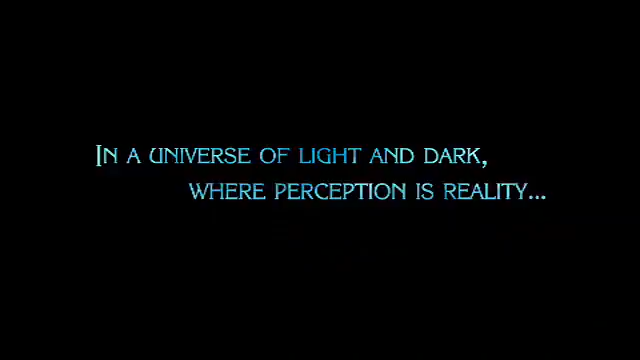 In a universe of light and dark,
where perception is reality...